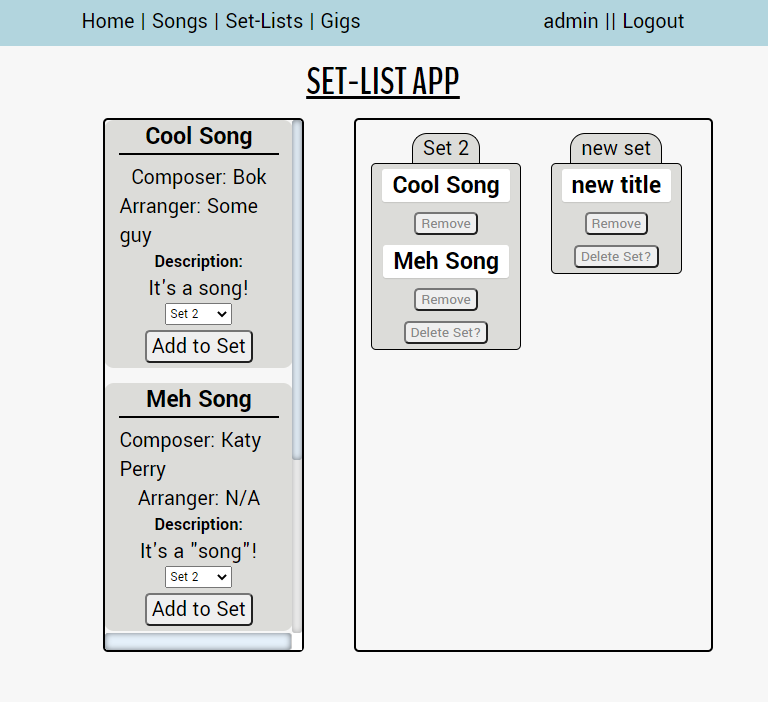 Home | Songs | Set-Lists | Gigs
admin || Logout
SET-LIST APP
Cool Song
Composer: Bok
Arranger: Some
guy
Description:
It's a song!
Set 2
Add to Set
Meh Song
Composer: Katy
Perry
Arranger: N/A
Description:
It's a "song"!
Set 2
Add to Set
Set 2
Cool Song
Remove
Meh Song
Remove
Delete Set?
new set
new title
Remove
Delete Set?